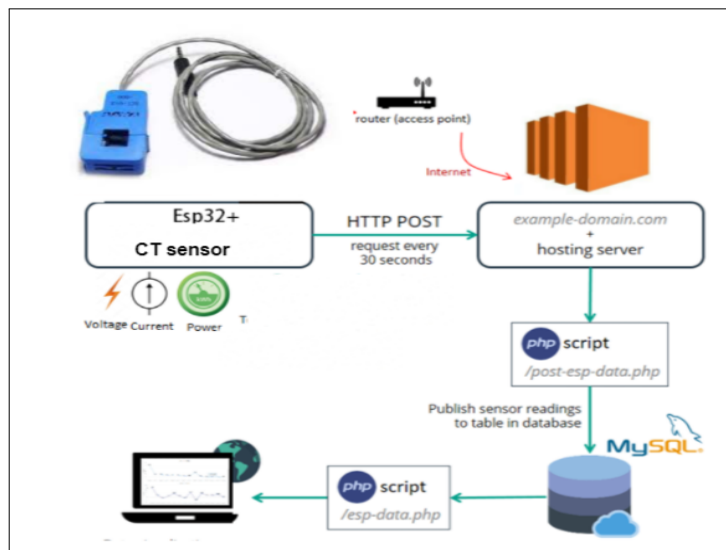 router (access point)
Internet
Esp32+
CT sensor
HTTP POST
request every
30 seconds
example-domain.com
+
hosting server
Voltage
Current
Power
T
php script
/post-esp-data.php
Publish sensor readings
to table in database
MySQL
php script
/esp-data.php